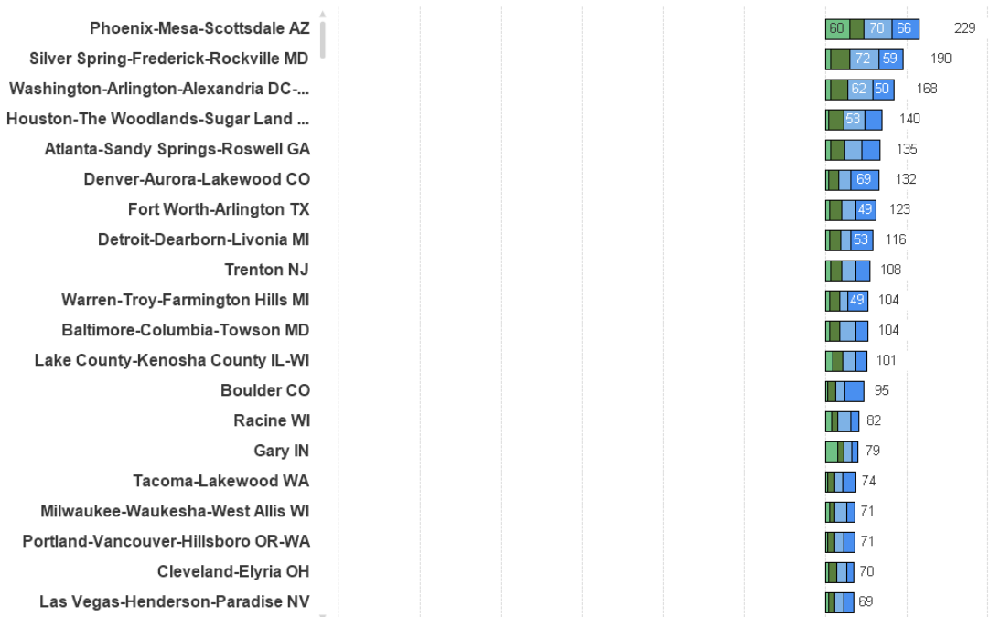 Phoenix-Mesa-Scottsdale AZ 60 70 66 229
Silver Spring-Frederick-Rockville MD 72 59 190
Washington-Arlington-Alexandria DC-... 62 50 168
Houston-The Woodlands-Sugar Land ... 53 140
Atlanta-Sandy Springs-Roswell GA 135
Denver-Aurora-Lakewood CO 69 132
Fort Worth-Arlington TX 49 123
Detroit-Dearborn-Livonia MI 53 116
Trenton NJ 108
Warren-Troy-Farmington Hills MI 49 104
Baltimore-Columbia-Towson MD 104
Lake County-Kenosha County IL-WI 101
Boulder CO 95
Racine WI 82
Gary IN 79
Tacoma-Lakewood WA 74
Milwaukee-Waukesha-West Allis WI 71
Portland-Vancouver-Hillsboro OR-WA 71
Cleveland-Elyria OH 70
Las Vegas-Henderson-Paradise NV 69